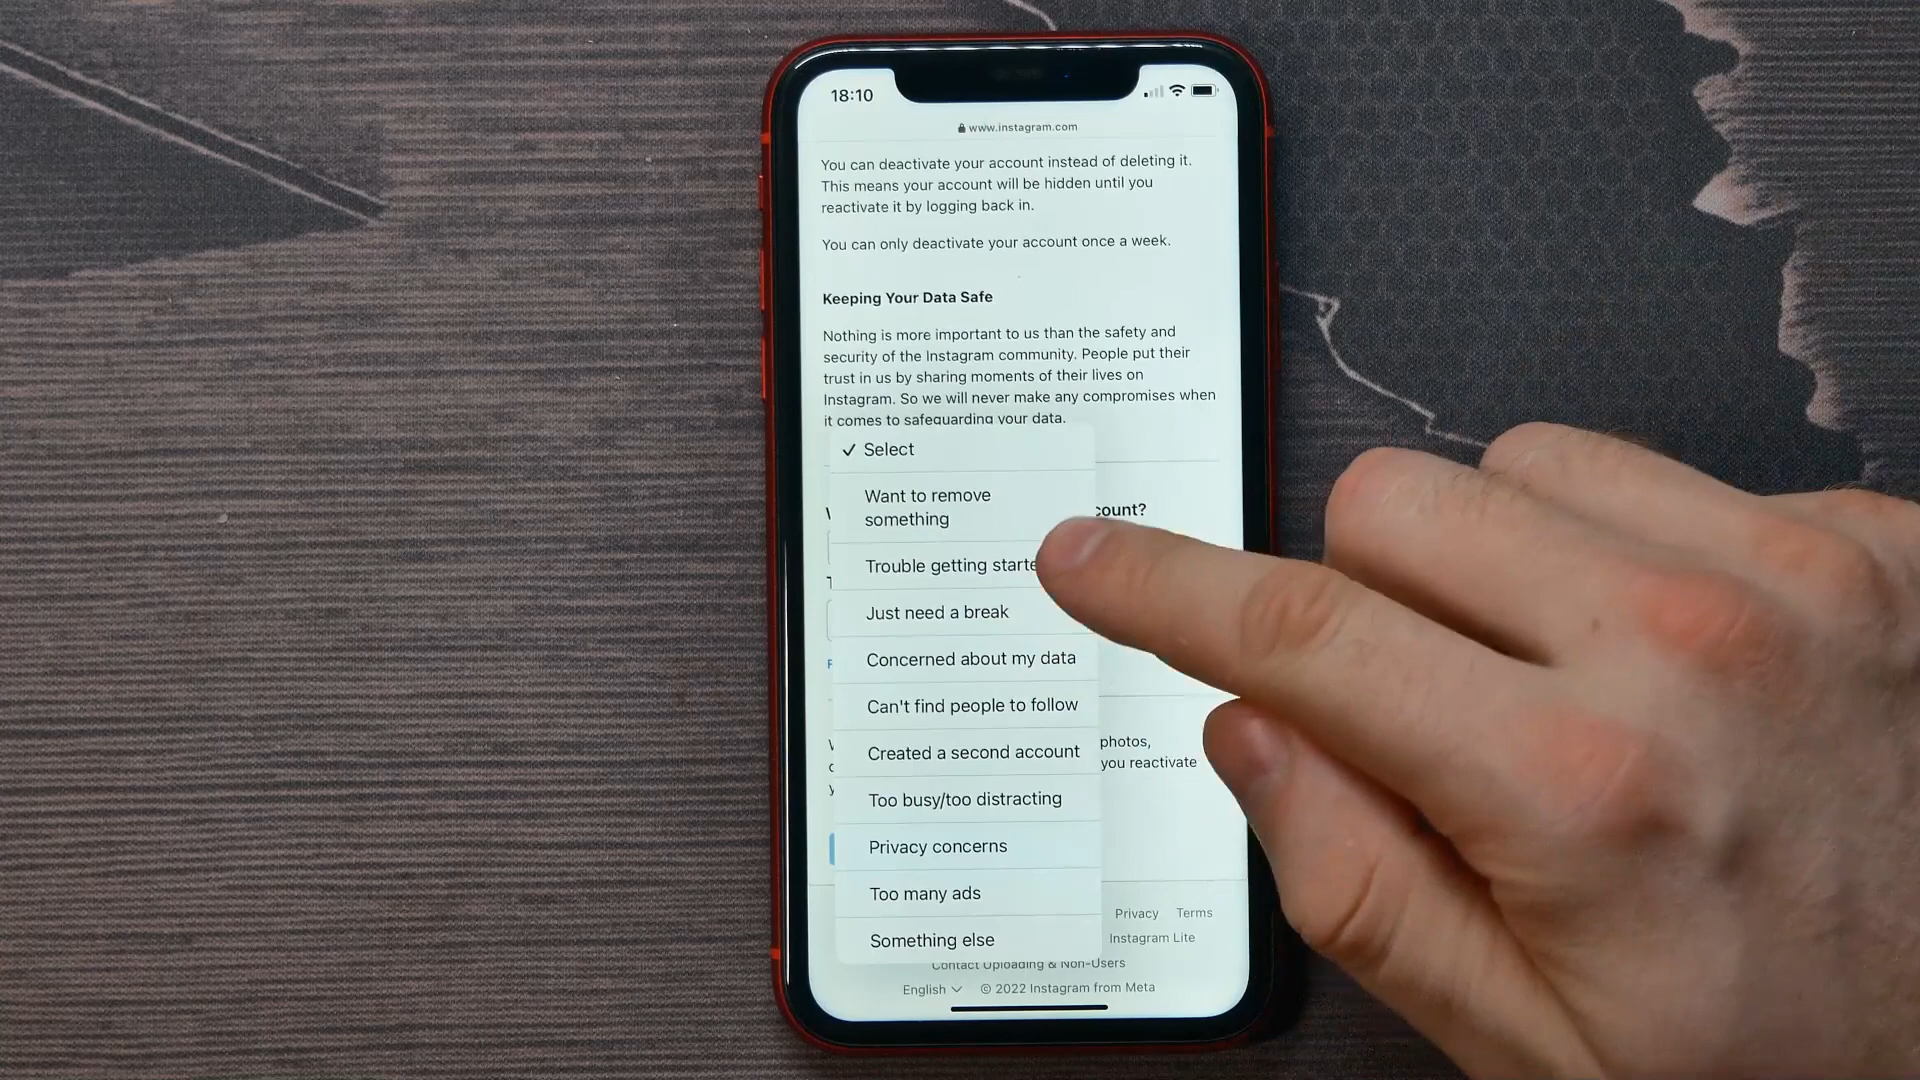 18:10
www.instagram.com
You can deactivate your account instead of deleting it.
This means your account will be hidden until you
reactivate it by logging back in.
You can only deactivate your account once a week.
Keeping Your Data Safe
Nothing is more important to us than the safety and
security of the Instagram community. People put their
trust in us by sharing moments of their lives on
Instagram. So we will never make any compromises when
it comes to safeguarding your data.
Select
Want to remove
something
count?
Trouble getting starte
Just need a break
Concerned about my data
Can't find people to follow
Created a second account
photos,
you reactivate
Too busy/too distracting
Privacy concerns
Too many ads
Something else
Privacy Terms
Instagram Lite
Contact Uploading & Non-Users
English © 2022 Instagram from Meta